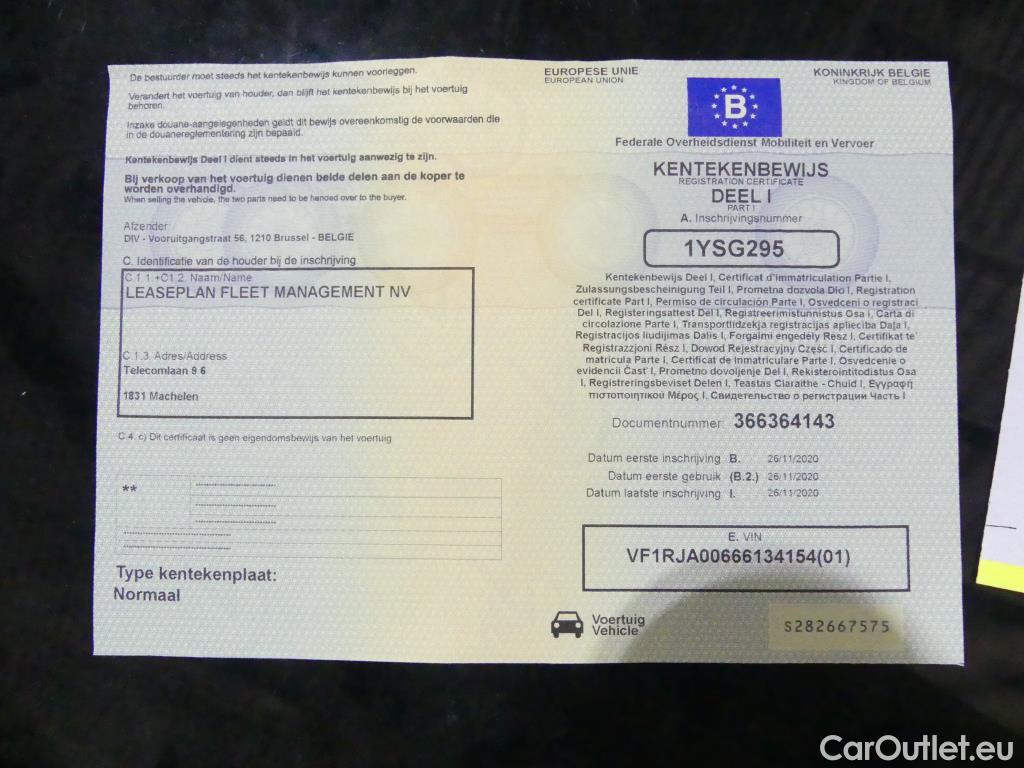 De bestuurder moet steeds het kentekenbewijs kunnen voorleggen.
Verandert het voertuig van houder, dan blijft het kentekenbewijs bij het voertuig
behoren.
Inzake douane-aangelegenheden geldt dit bewijs overeenkomstig de voorwaarden die
in de douanereglementering zijn bepaald.
Kentekenbewijs Deel I dient steeds in het voertuig aanwezig te zijn.
Bij verkoop van het voertuig dienen beide delen aan de koper te
worden overhandigd.
When selling the vehicle, the two parts need to be handed over to the buyer.
Afzender:
DIV - Vooruitgangstraat 56, 1210 Brussel - BELGIE
C. Identificatie van de houder bij de inschrijving
C.1.1.+C1.2. Naam/Name
LEASEPLAN FLEET MANAGEMENT NV
C.1.3. Adres/Address
Telecomlaan 9 6
1831 Machelen
C.4. c) Dit certificaat is geen eigendomsbewijs van het voertuig
**
Type kentekenplaat:
Normaal
EUROPESE UNIE
EUROPEAN UNION
KONINKRIJK BELGIE
KINGDOM OF BELGIUM
B
Federale Overheidsdienst Mobiliteit en Vervoer
KENTEKENBEWIJS
REGISTRATION CERTIFICATE
DEEL I
PART I
A. Inschrijvingsnummer
1YSG295
Kentekenbewijs Deel I, Certificat d'immatriculation Partie I,
Zulassungsbescheinigung Teil I, Prometna dozvola Dio I, Registration
certificate Part I, Permiso de circulación Parte I, Osvedceni o registraci
Del I, Registeringsattest Del I, Registreerimistunnistus Osa I, Carta di
circolazione Parte I, Transportlidzekja registracijas aplieciba Daļa I,
Registracijos liudijimas Dalis I, Forgalmi engedély Rész I, Certifikat te'
Registrazzjoni Rész I, Dowod Rejestracyjny Część I, Certificado de
matricula Parte I, Certificat de Inmatriculare Parte I, Osvedcenie o
evidencii Čast' I, Prometno dovoljenje Del I, Rekisterointitodistus Osa
I, Registreringsbeviset Delen I, Teastas Claraithe - Chuid I, Εγγραφή
πιστοποιητικού Μέρος I, Свидетельство о регистрации Часть I
Documentnummer: 366364143
Datum eerste inschrijving B. 26/11/2020
Datum eerste gebruik (B.2.) 26/11/2020
Datum laatste inschrijving I. 26/11/2020
E. VIN
VF1RJA00666134154(01)
Voertuig
Vehicle
S282667575
CarOutlet.eu